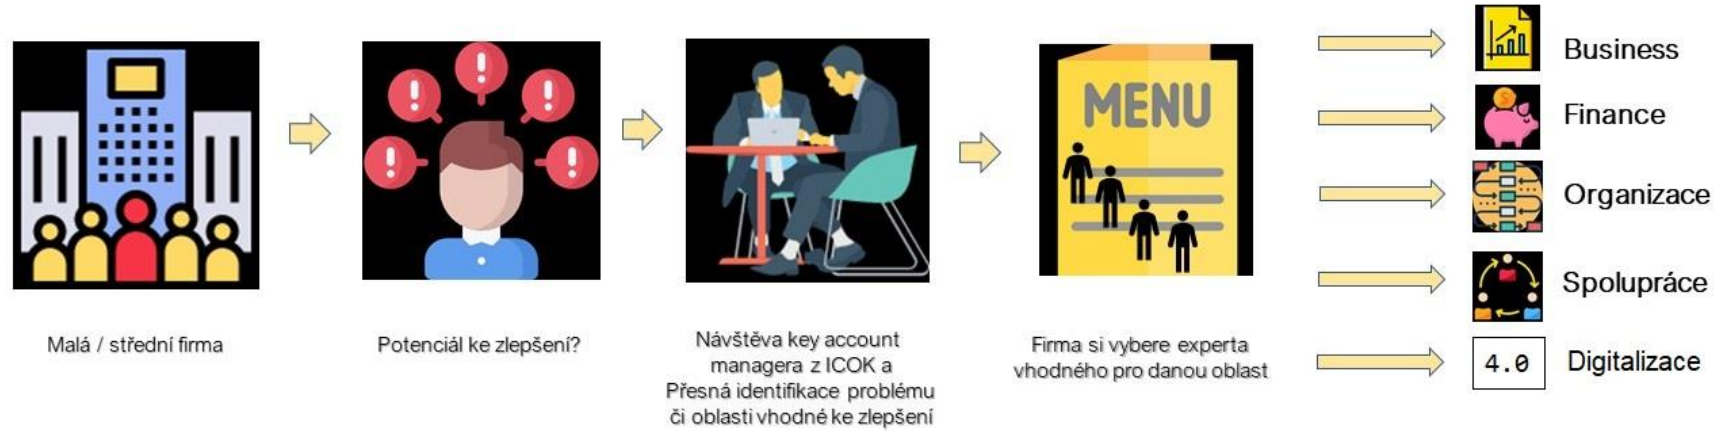 Malá / střední firma
Potenciál ke zlepšení?
Návštěva key account
managera z ICOK a
Přesná identifikace problému
či oblasti vhodné ke zlepšení
MENU
Firma si vybere experta
vhodného pro danou oblast
Business
Finance
Organizace
Spolupráce
4.0 Digitalizace